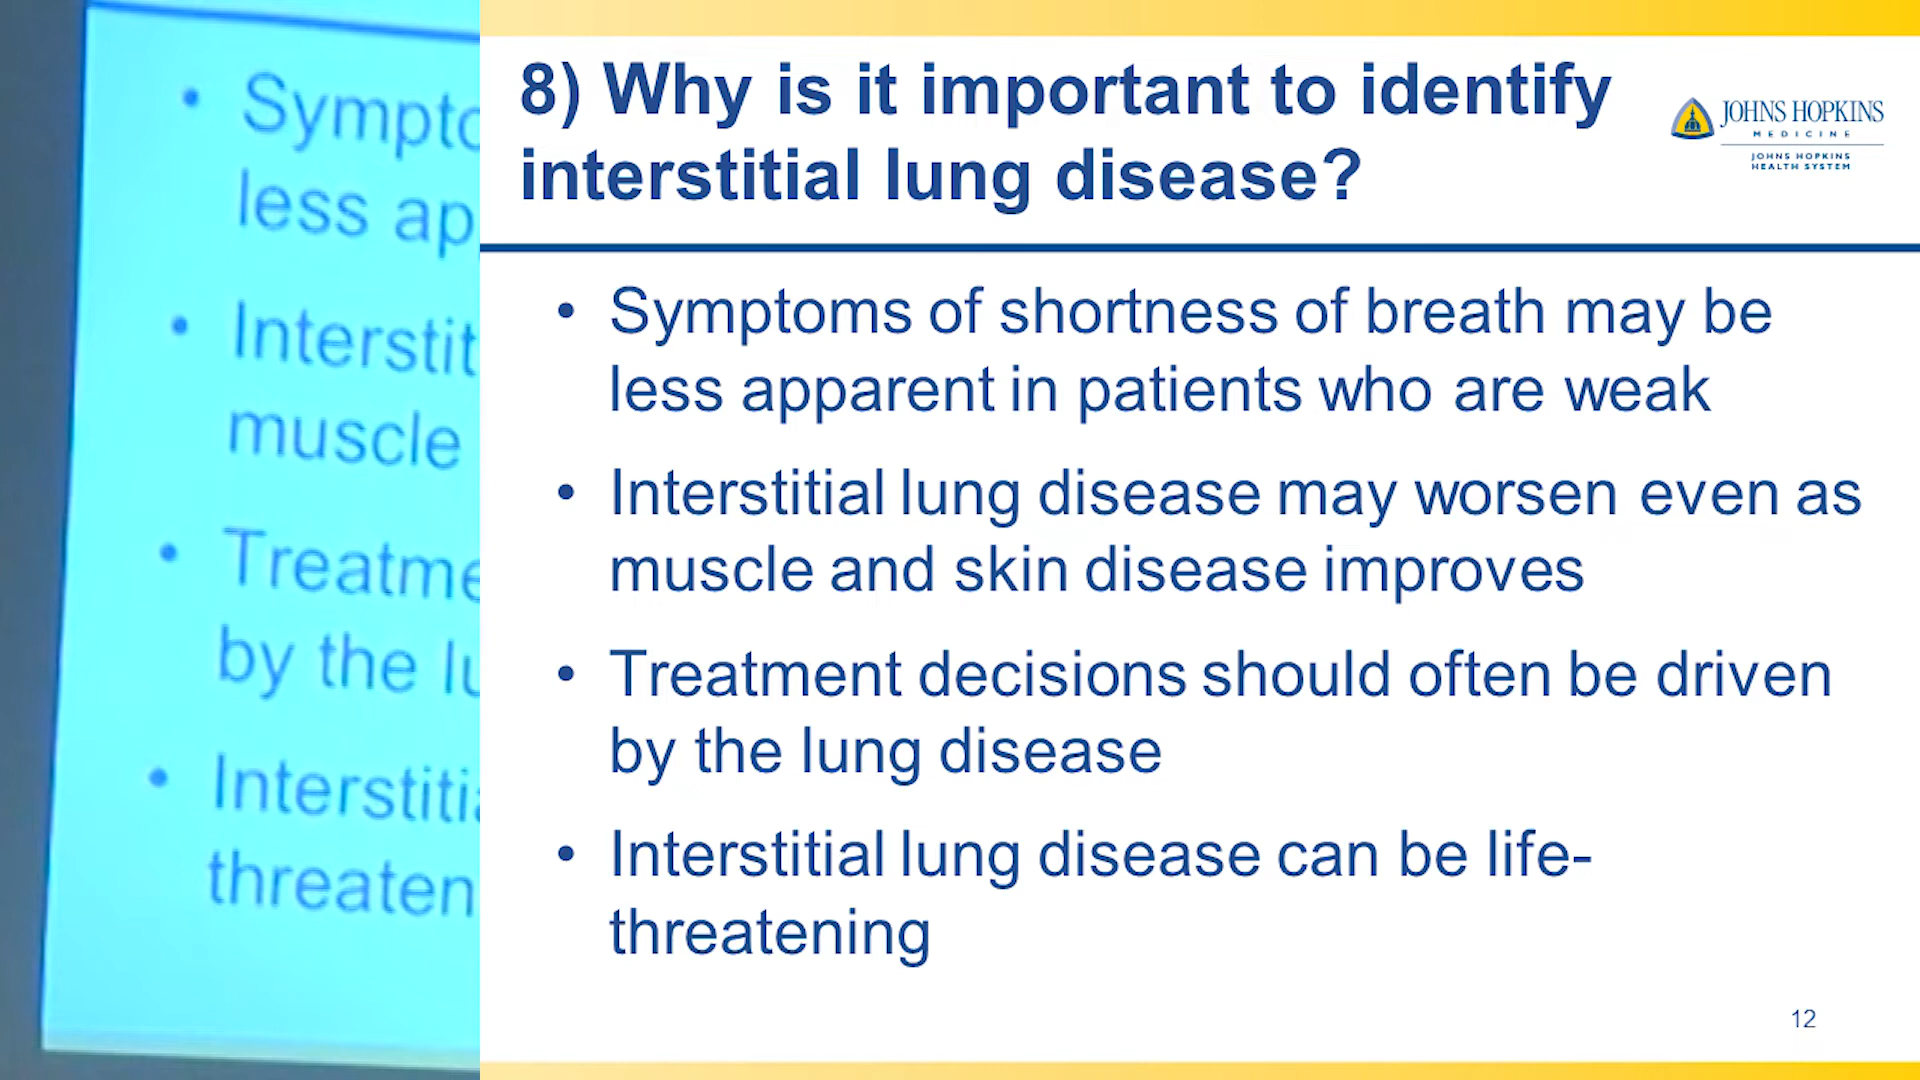 Sympto
less ap
Interstit
muscle
Treatme
by the lu
Interstitia
threaten
8) Why is it important to identify
interstitial lung disease?
JOHNS HOPKINS
MEDICINE
JOHNS HOPKINS
HEALTH SYSTEM
• Symptoms of shortness of breath may be
less apparent in patients who are weak
• Interstitial lung disease may worsen even as
muscle and skin disease improves
• Treatment decisions should often be driven
by the lung disease
• Interstitial lung disease can be life-
threatening
12